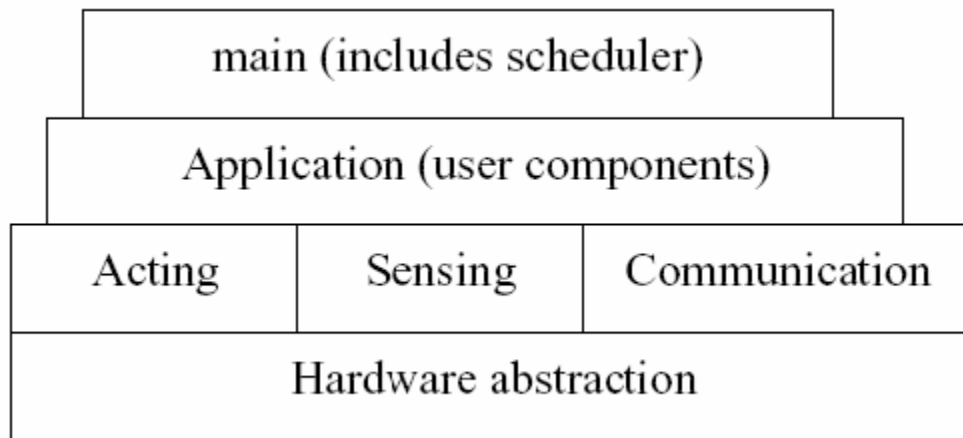 main (includes scheduler)
Application (user components)
Acting Sensing Communication
Hardware abstraction